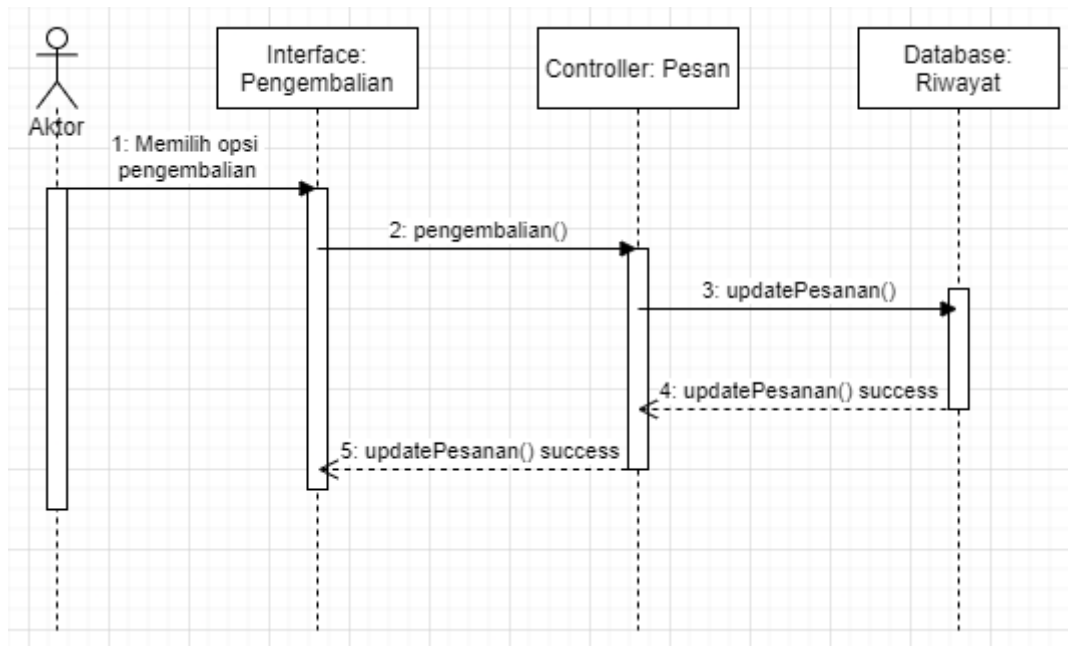 Interface:
Pengembalian
Controller: Pesan
Database:
Riwayat
Aktor
1: Memilih opsi
pengembalian
2: pengembalian()
3: updatePesanan()
4: updatePesanan() success
5: updatePesanan() success